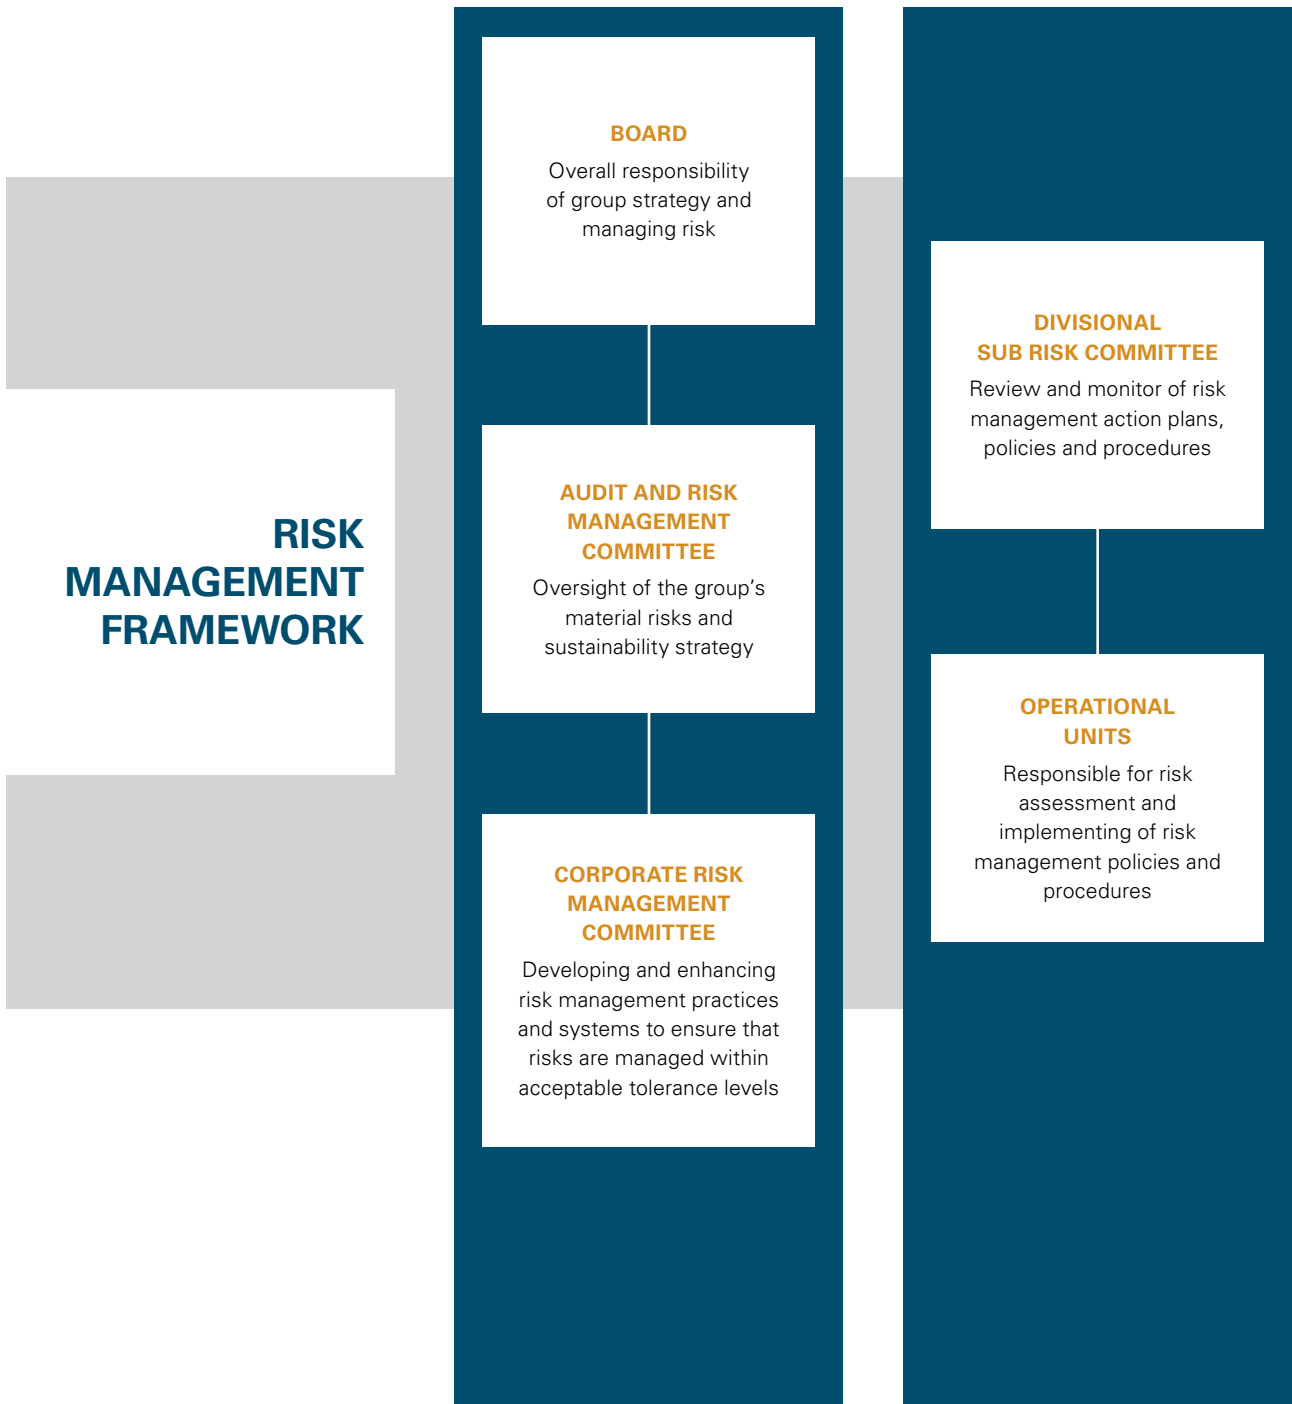 RISK
MANAGEMENT
FRAMEWORK
BOARD
Overall responsibility
of group strategy and
managing risk
AUDIT AND RISK
MANAGEMENT
COMMITTEE
Oversight of the group’s
material risks and
sustainability strategy
CORPORATE RISK
MANAGEMENT
COMMITTEE
Developing and enhancing
risk management practices
and systems to ensure that
risks are managed within
acceptable tolerance levels
DIVISIONAL
SUB RISK COMMITTEE
Review and monitor of risk
management action plans,
policies and procedures
OPERATIONAL
UNITS
Responsible for risk
assessment and
implementing of risk
management policies and
procedures